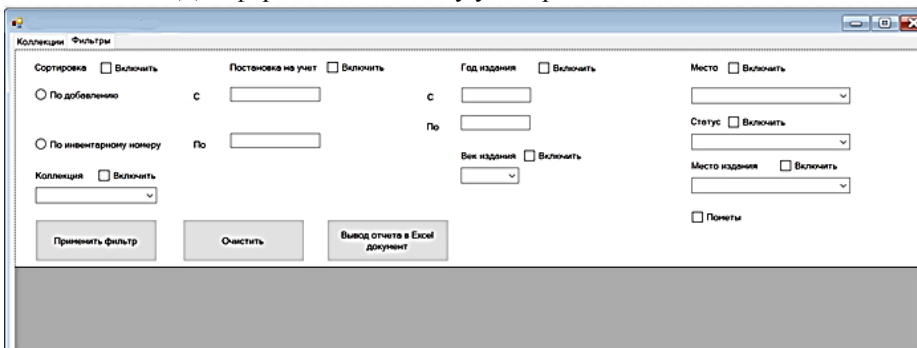 Коллекции Фильтры
Сортировка Включить Постановка на учет Включить Год издания Включить Место Включить
По добавлению С С
По Статус Включить
По инвентарному номеру По
Век издания Включить Место издания Включить
Коллекция Включить
Пометы
Применить фильтр Очистить Вывод отчета в Excel
документ